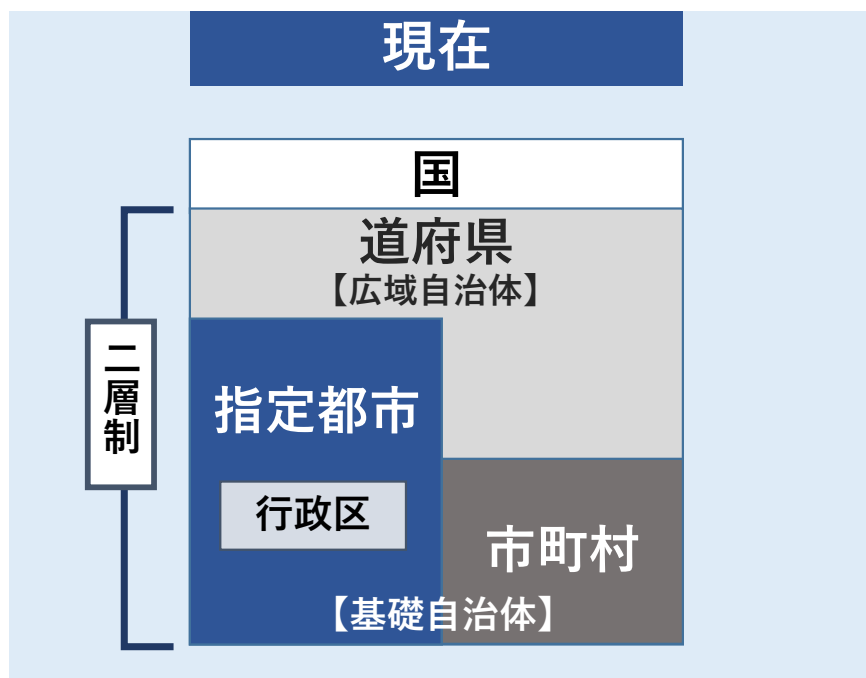 現在
国
道府県
【広域自治体】
二層制
指定都市
行政区
市町村
【基礎自治体】